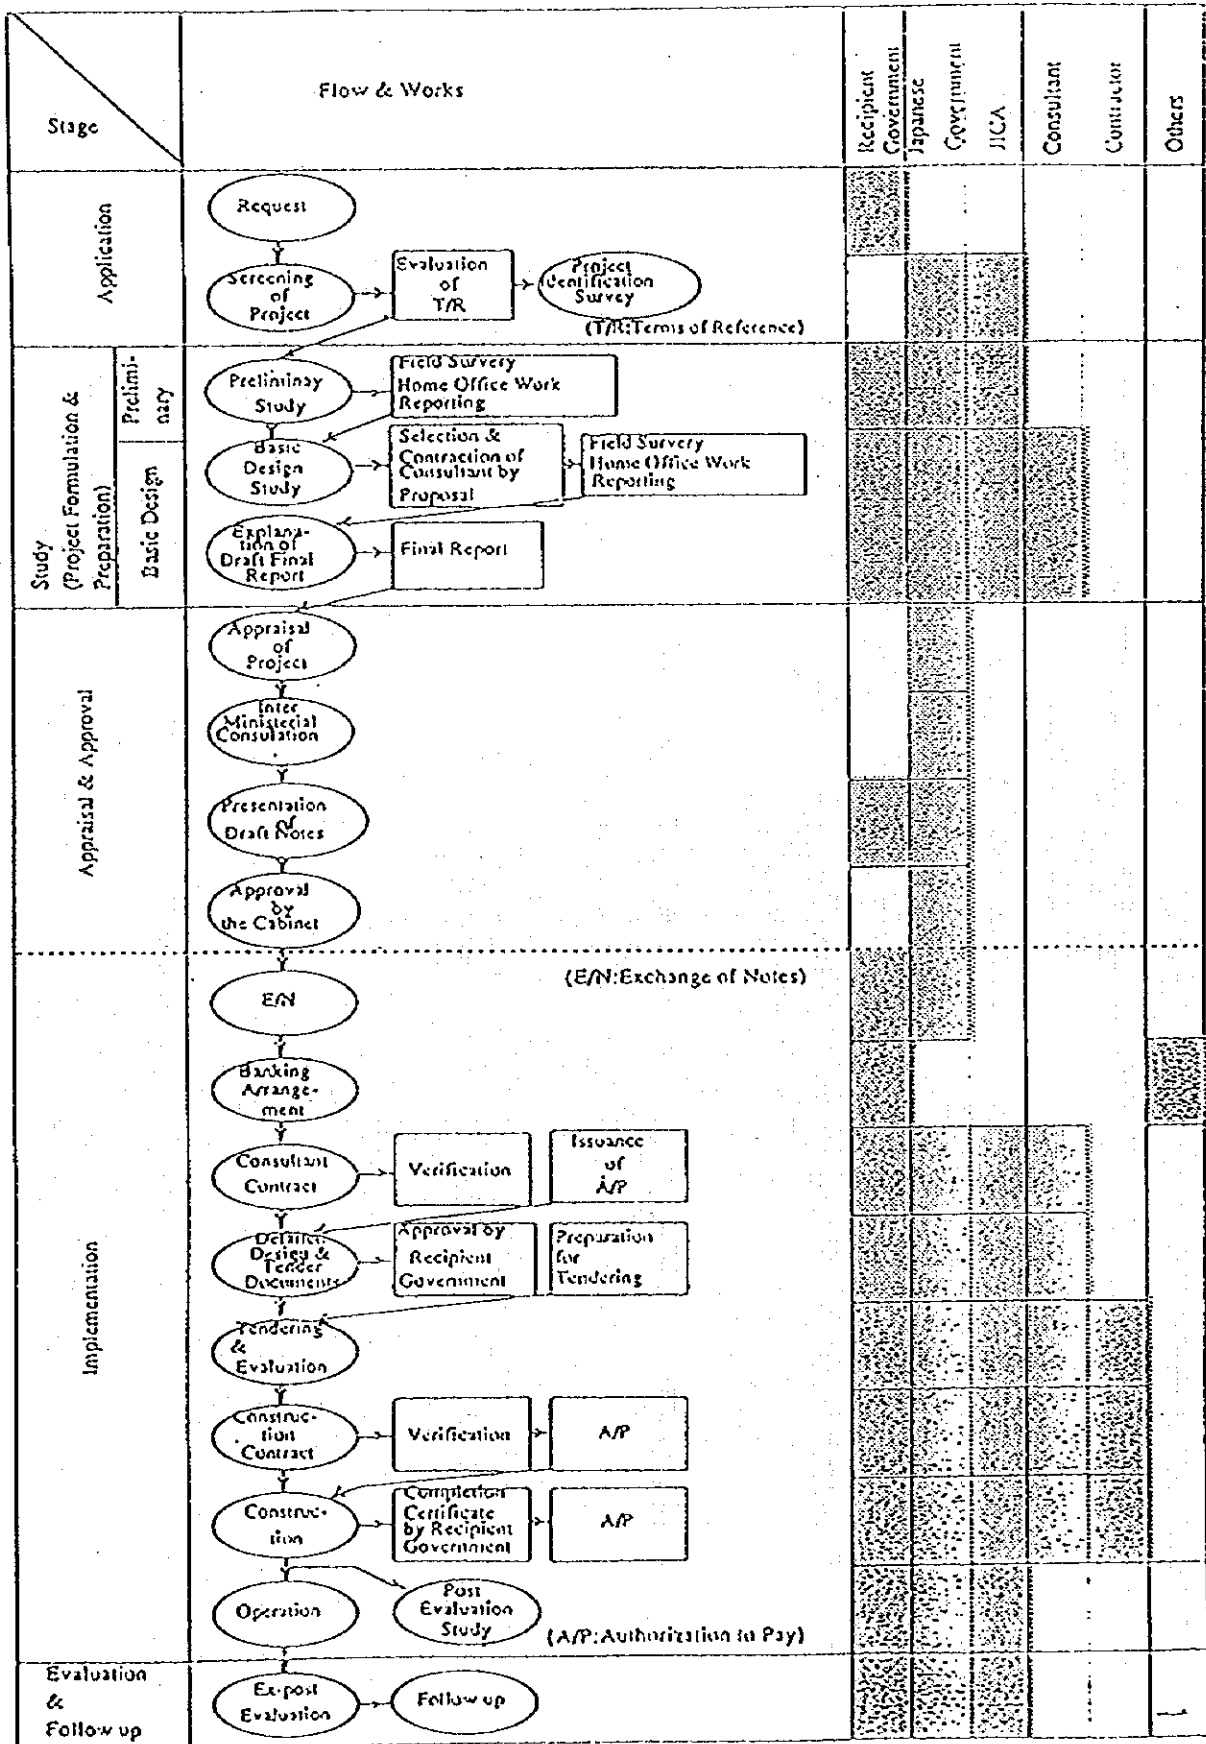 Stage
Flow & Works
Recipient
Government
Japanese
Government
JICA
Consultant
Contractor
Others
Application
Request
Screening
of
Project
Evaluation
of
T/R
Project
Identification
Survey
(T/R:Terms of Reference)
Study
(Project Formulation &
Preparation)
Prelimi-
nary
Preliminay
Study
Field Survery
Home Office Work
Reporting
Basic Design
Basic
Design
Study
Selection &
Contraction of
Consultant by
Proposal
Field Survery
Home Office Work
Reporting
Explana-
tion of
Draft Final
Report
Final Report
Appraisal & Approval
Appraisal
of
Project
Inter
Ministerial
Consulation
Presentation
of
Draft Notes
Approval
by
the Cabinet
Implementation
(E/N:Exchange of Notes)
E/N
Banking
Arrange-
ment
Consultant
Contract
Verification
Issuance
of
A/P
Detailed
Design &
Tender
Documents
Approval by
Recipient
Government
Preparation
for
Tendering
Tendering
&
Evaluation
Construc-
tion
Contract
Verification
A/P
Construc-
tion
Completion
Certificate
by Recipient
Government
A/P
Operation
Post
Evaluation
Study
(A/P:Authorization to Pay)
Evaluation
&
Follow up
Ex-post
Evaluation
Follow up